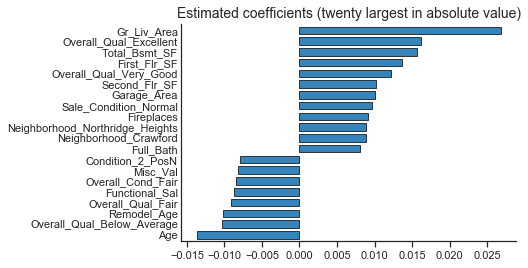 Estimated coefficients (twenty largest in absolute value)
Gr_Liv_Area
Overall_Qual_Excellent
Total_Bsmt_SF
First_Flr_SF
Overall_Qual_Very_Good
Second_Flr_SF
Garage_Area
Sale_Condition_Normal
Fireplaces
Neighborhood_Northridge_Heights
Neighborhood_Crawford
Full_Bath
Condition_2_PosN
Misc_Val
Overall_Cond_Fair
Functional_Sal
Overall_Qual_Fair
Remodel_Age
Overall_Qual_Below_Average
Age
−0.015 −0.010 −0.005 0.000 0.005 0.010 0.015 0.020 0.025